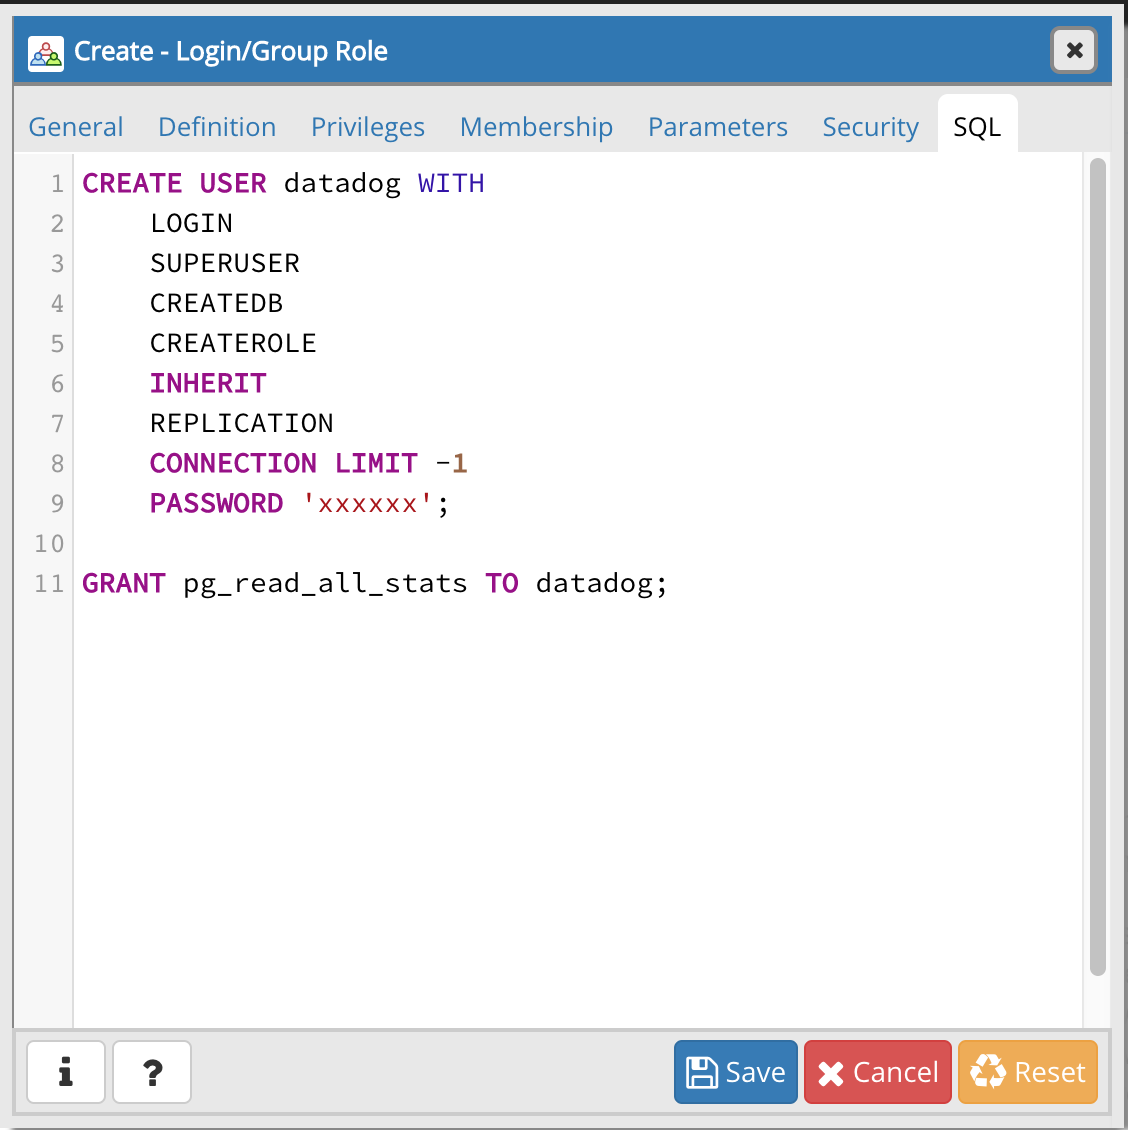 Create - Login/Group Role
General Definition Privileges Membership Parameters Security SQL
1 CREATE USER datadog WITH
2 LOGIN
3 SUPERUSER
4 CREATEDB
5 CREATEROLE
6 INHERIT
7 REPLICATION
8 CONNECTION LIMIT -1
9 PASSWORD 'xxxxxx';
10
11 GRANT pg_read_all_stats TO datadog;
i ? Save Cancel Reset